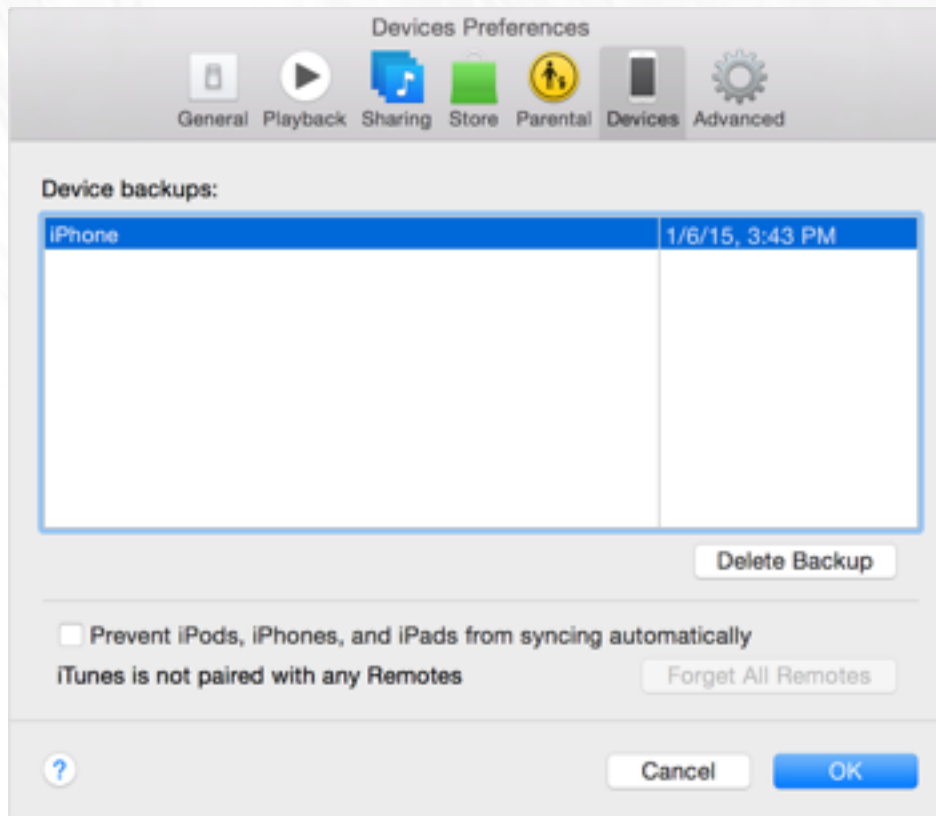 Devices Preferences
General Playback Sharing Store Parental Devices Advanced
Device backups:
iPhone 1/6/15, 3:43 PM
Delete Backup
Prevent iPods, iPhones, and iPads from syncing automatically
iTunes is not paired with any Remotes Forget All Remotes
? Cancel OK